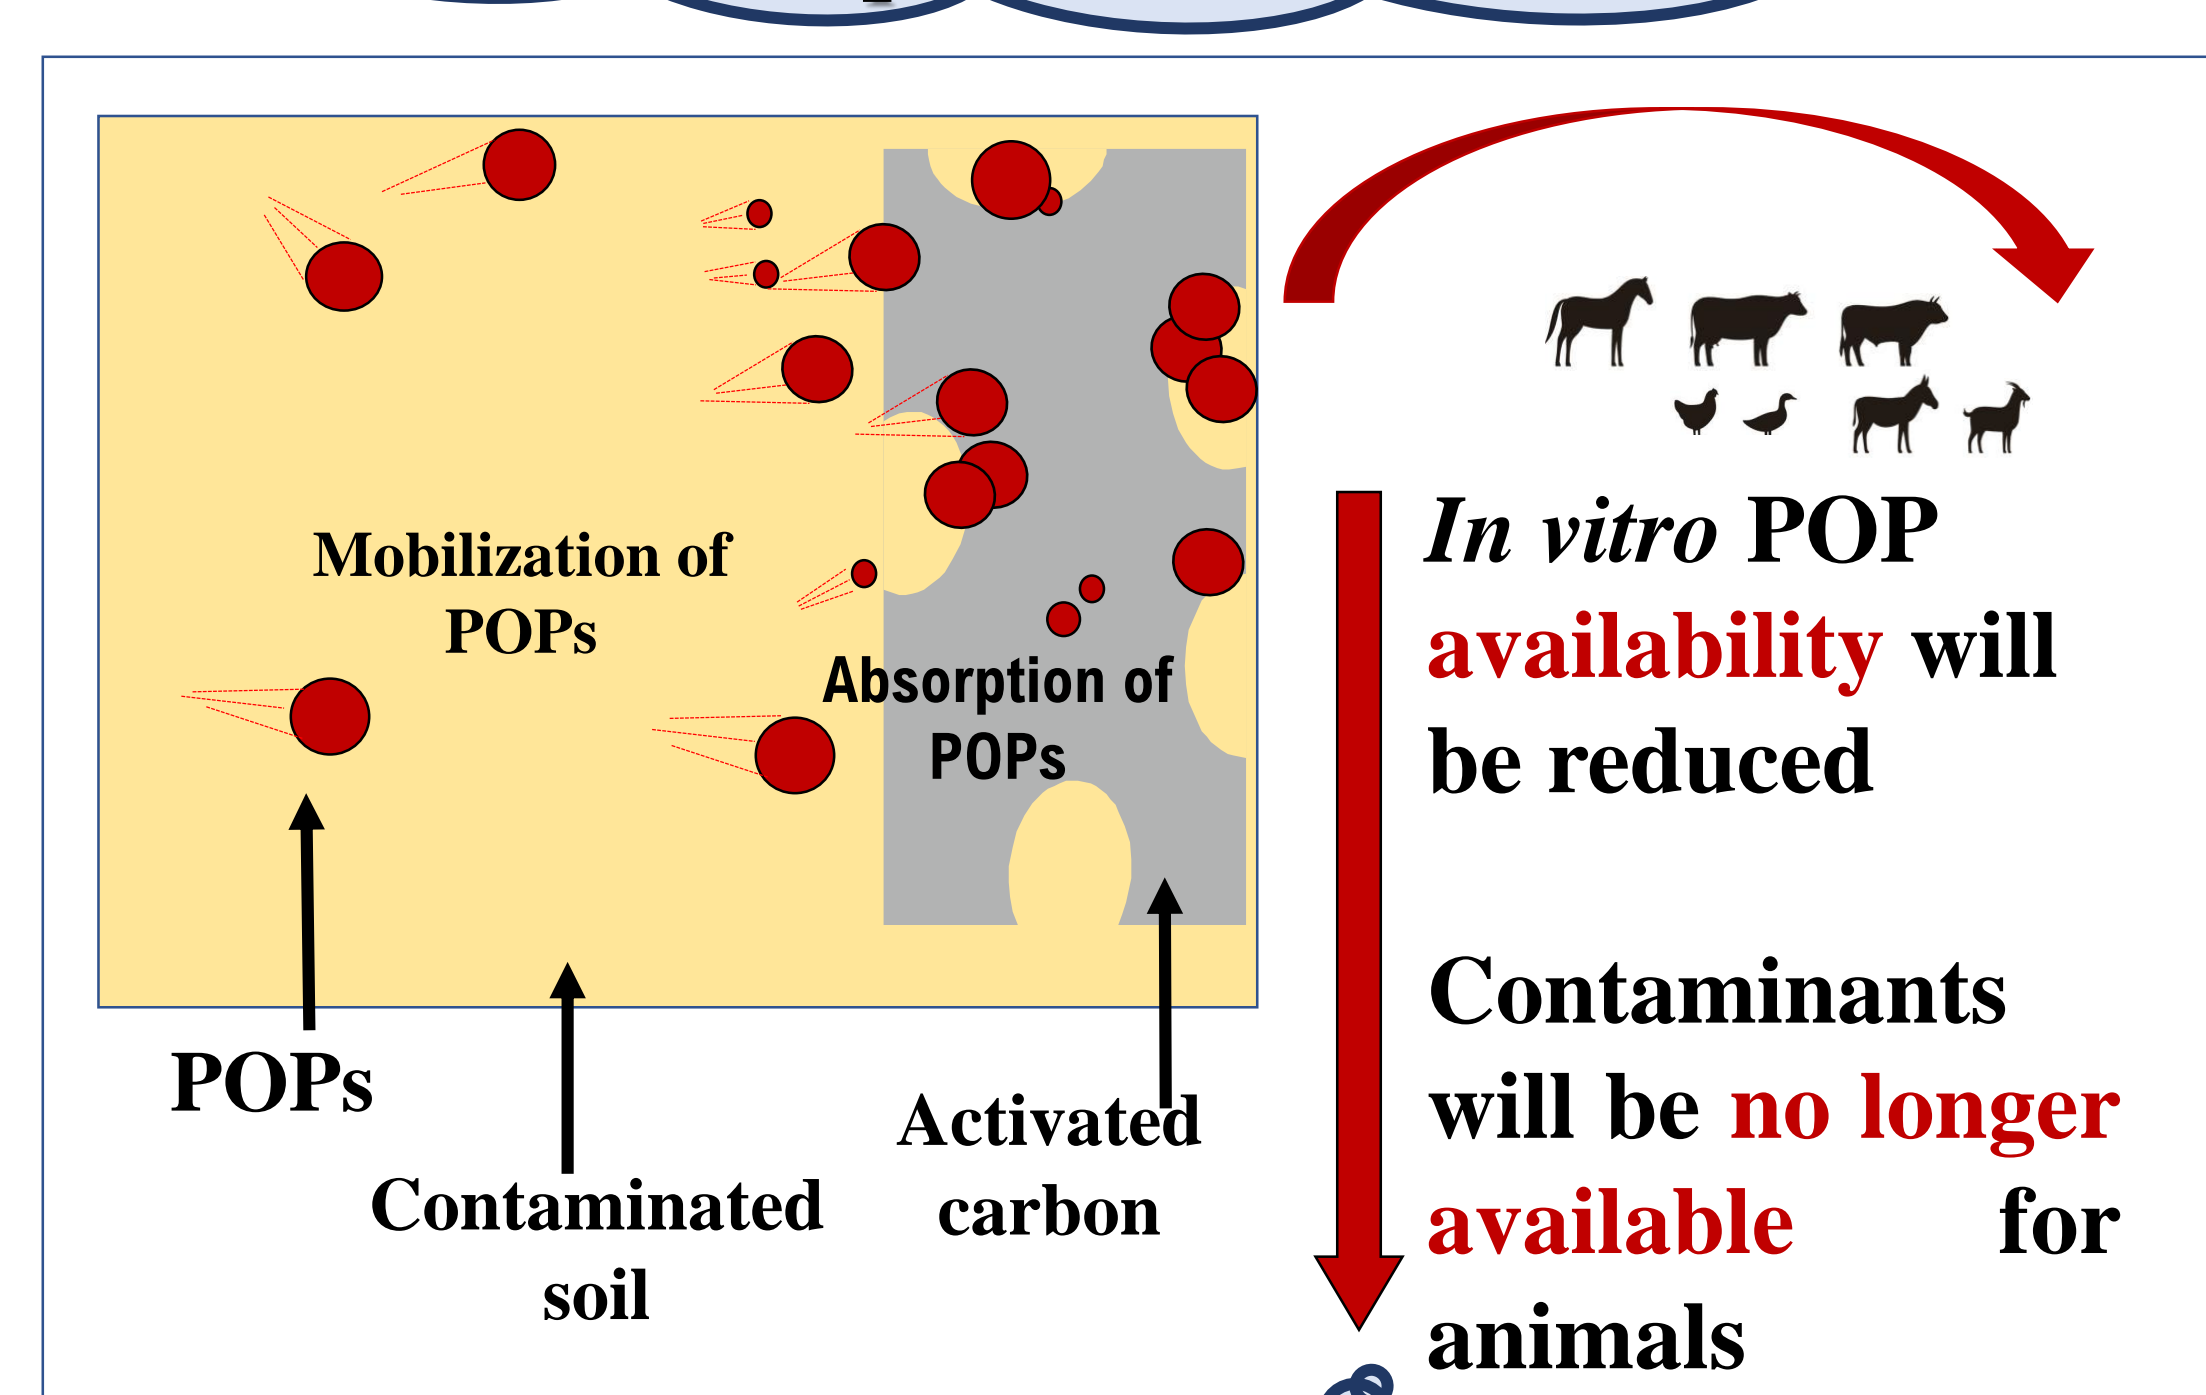 Mobilization of
POPs
Absorption of
POPs
POPs
Contaminated
soil
Activated
carbon
In vitro POP
availability will
be reduced
Contaminants
will be no longer
available for
animals